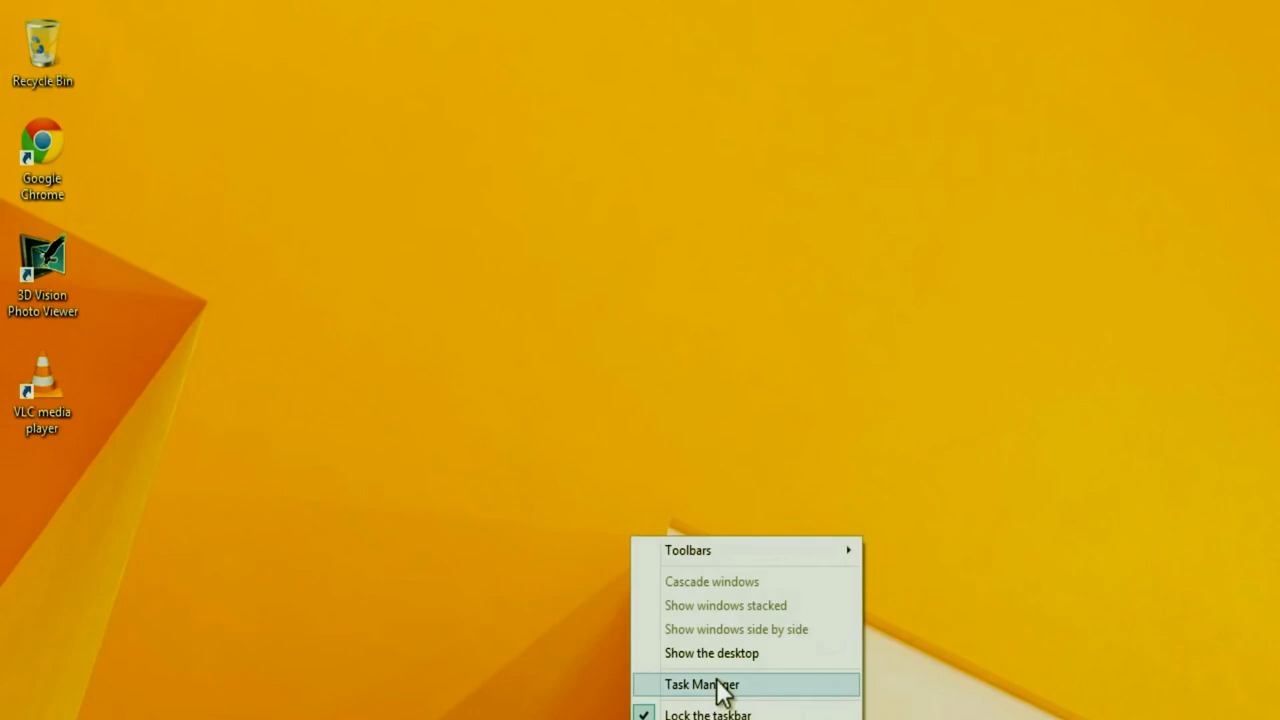 Recycle Bin
Google
Chrome
3D Vision
Photo Viewer
VLC media
player
Toolbars
Cascade windows
Show windows stacked
Show windows side by side
Show the desktop
Task Manager
Lock the taskbar